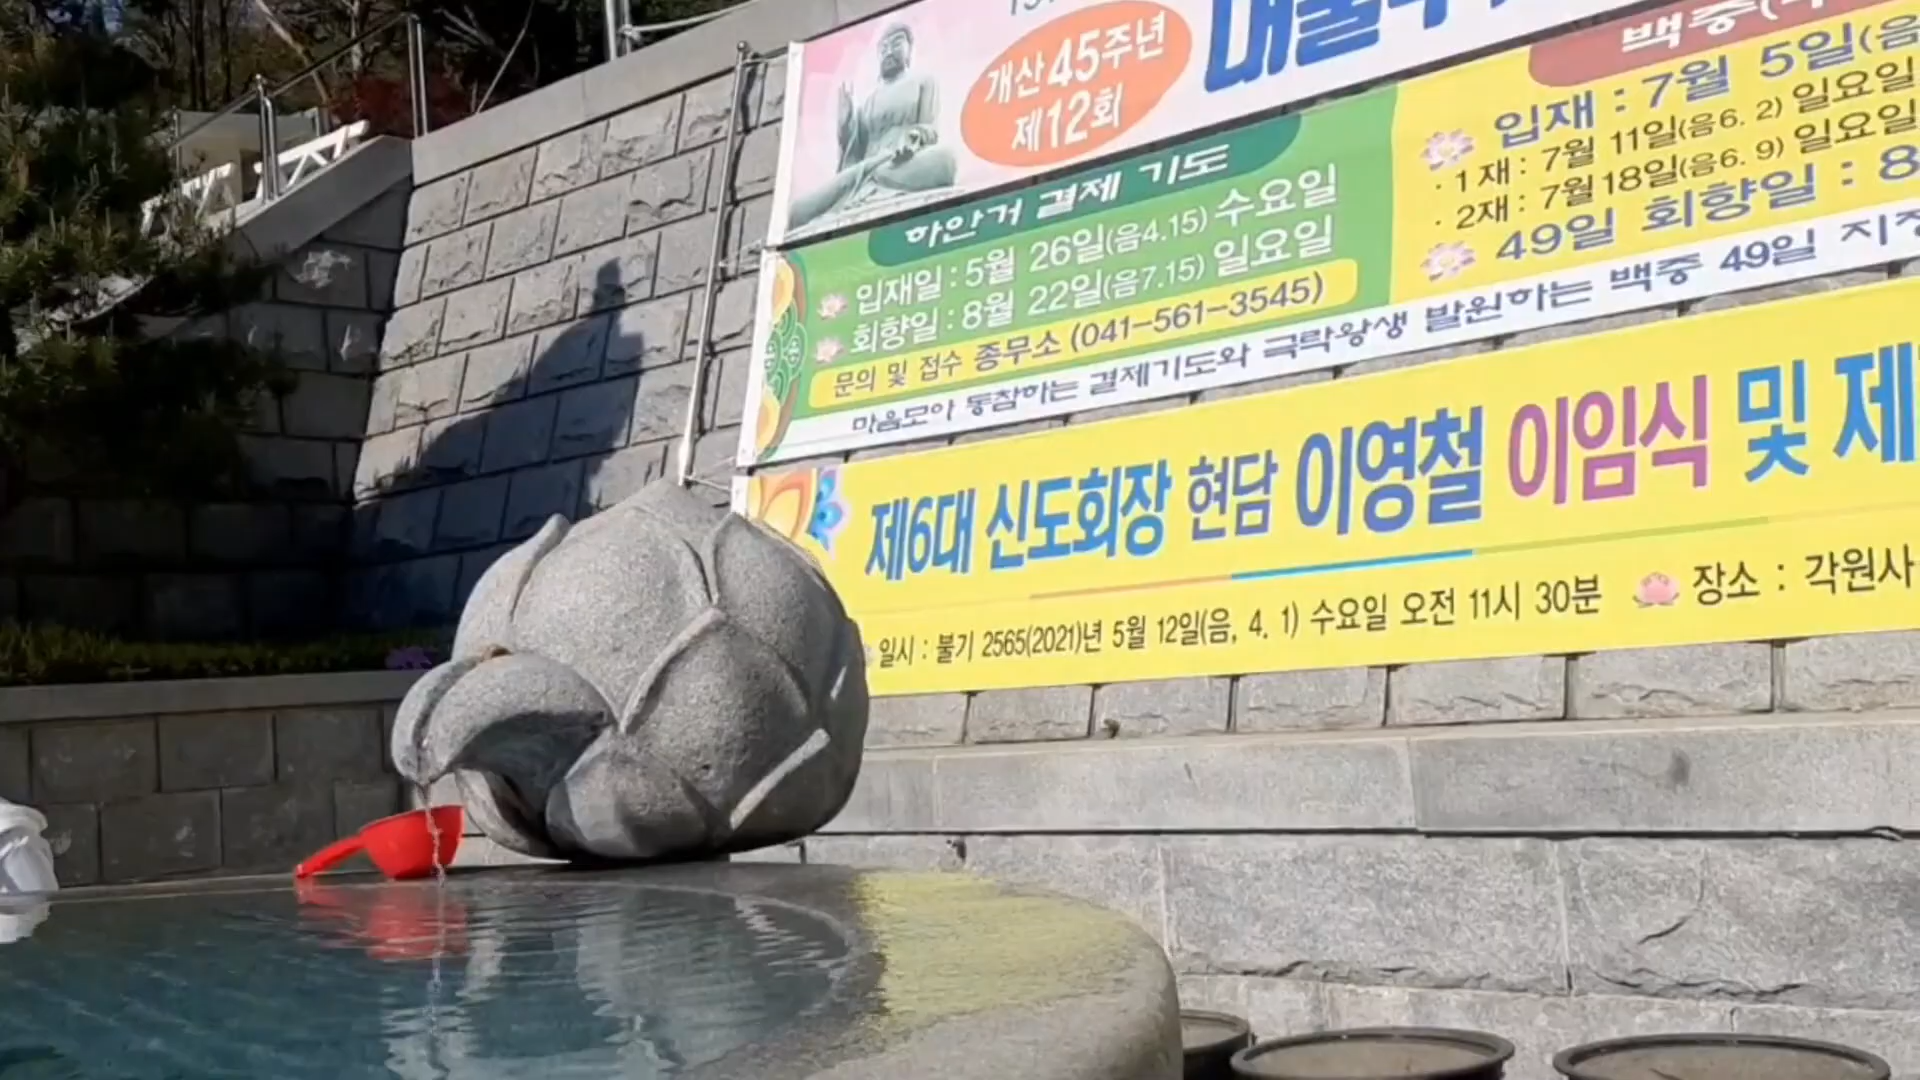 개산45주년
제12회
하안거 결제 기도
입재일 : 5월 26일(음4.15) 수요일
회향일 : 8월 22일(음7.15) 일요일
문의 및 접수 종무소 (041-561-3545)
백중
입재 : 7월 5일(음
· 1재 : 7월 11일(음6. 2) 일요일
· 2재 : 7월 18일(음6. 9) 일요일
49일 회향일 : 8
마음모아 동참하는 결제기도와 극락왕생 발원하는 백중 49일 지장
제6대 신도회장 현담 이영철 이임식 및 제
일시 : 불기 2565(2021)년 5월 12일(음, 4. 1) 수요일 오전 11시 30분 장소 : 각원사